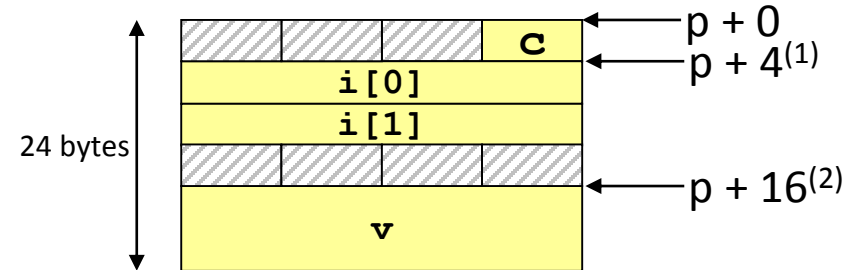 p + 0
c
p + 4(1)
i[0]
i[1]
24 bytes
p + 16(2)
v